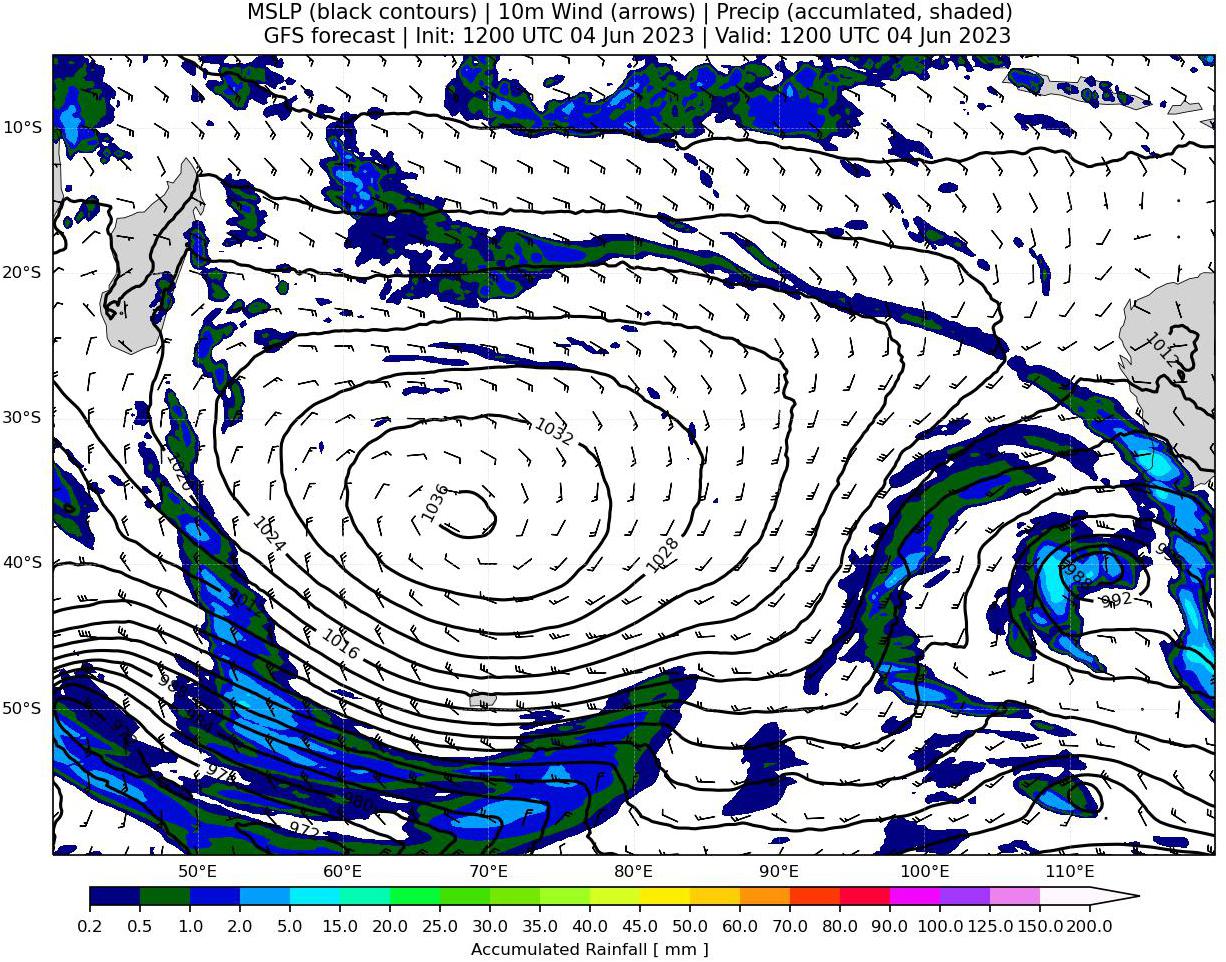 MSLP (black contours) | 10m Wind (arrows) | Precip (accumlated, shaded)
GFS forecast | Init: 1200 UTC 04 Jun 2023 | Valid: 1200 UTC 04 Jun 2023
10°S
20°S
1012
30°S
1032
1020
1036
1024
1028
40°S
988
992
1016
50°S
980
972
50°E 60°E 70°E 80°E 90°E 100°E 110°E
0.2 0.5 1.0 2.0 5.0 10.0 15.0 20.0 25.0 30.0 35.0 40.0 45.0 50.0 60.0 70.0 80.0 90.0 100.0 125.0 150.0 200.0
Accumulated Rainfall [ mm ]